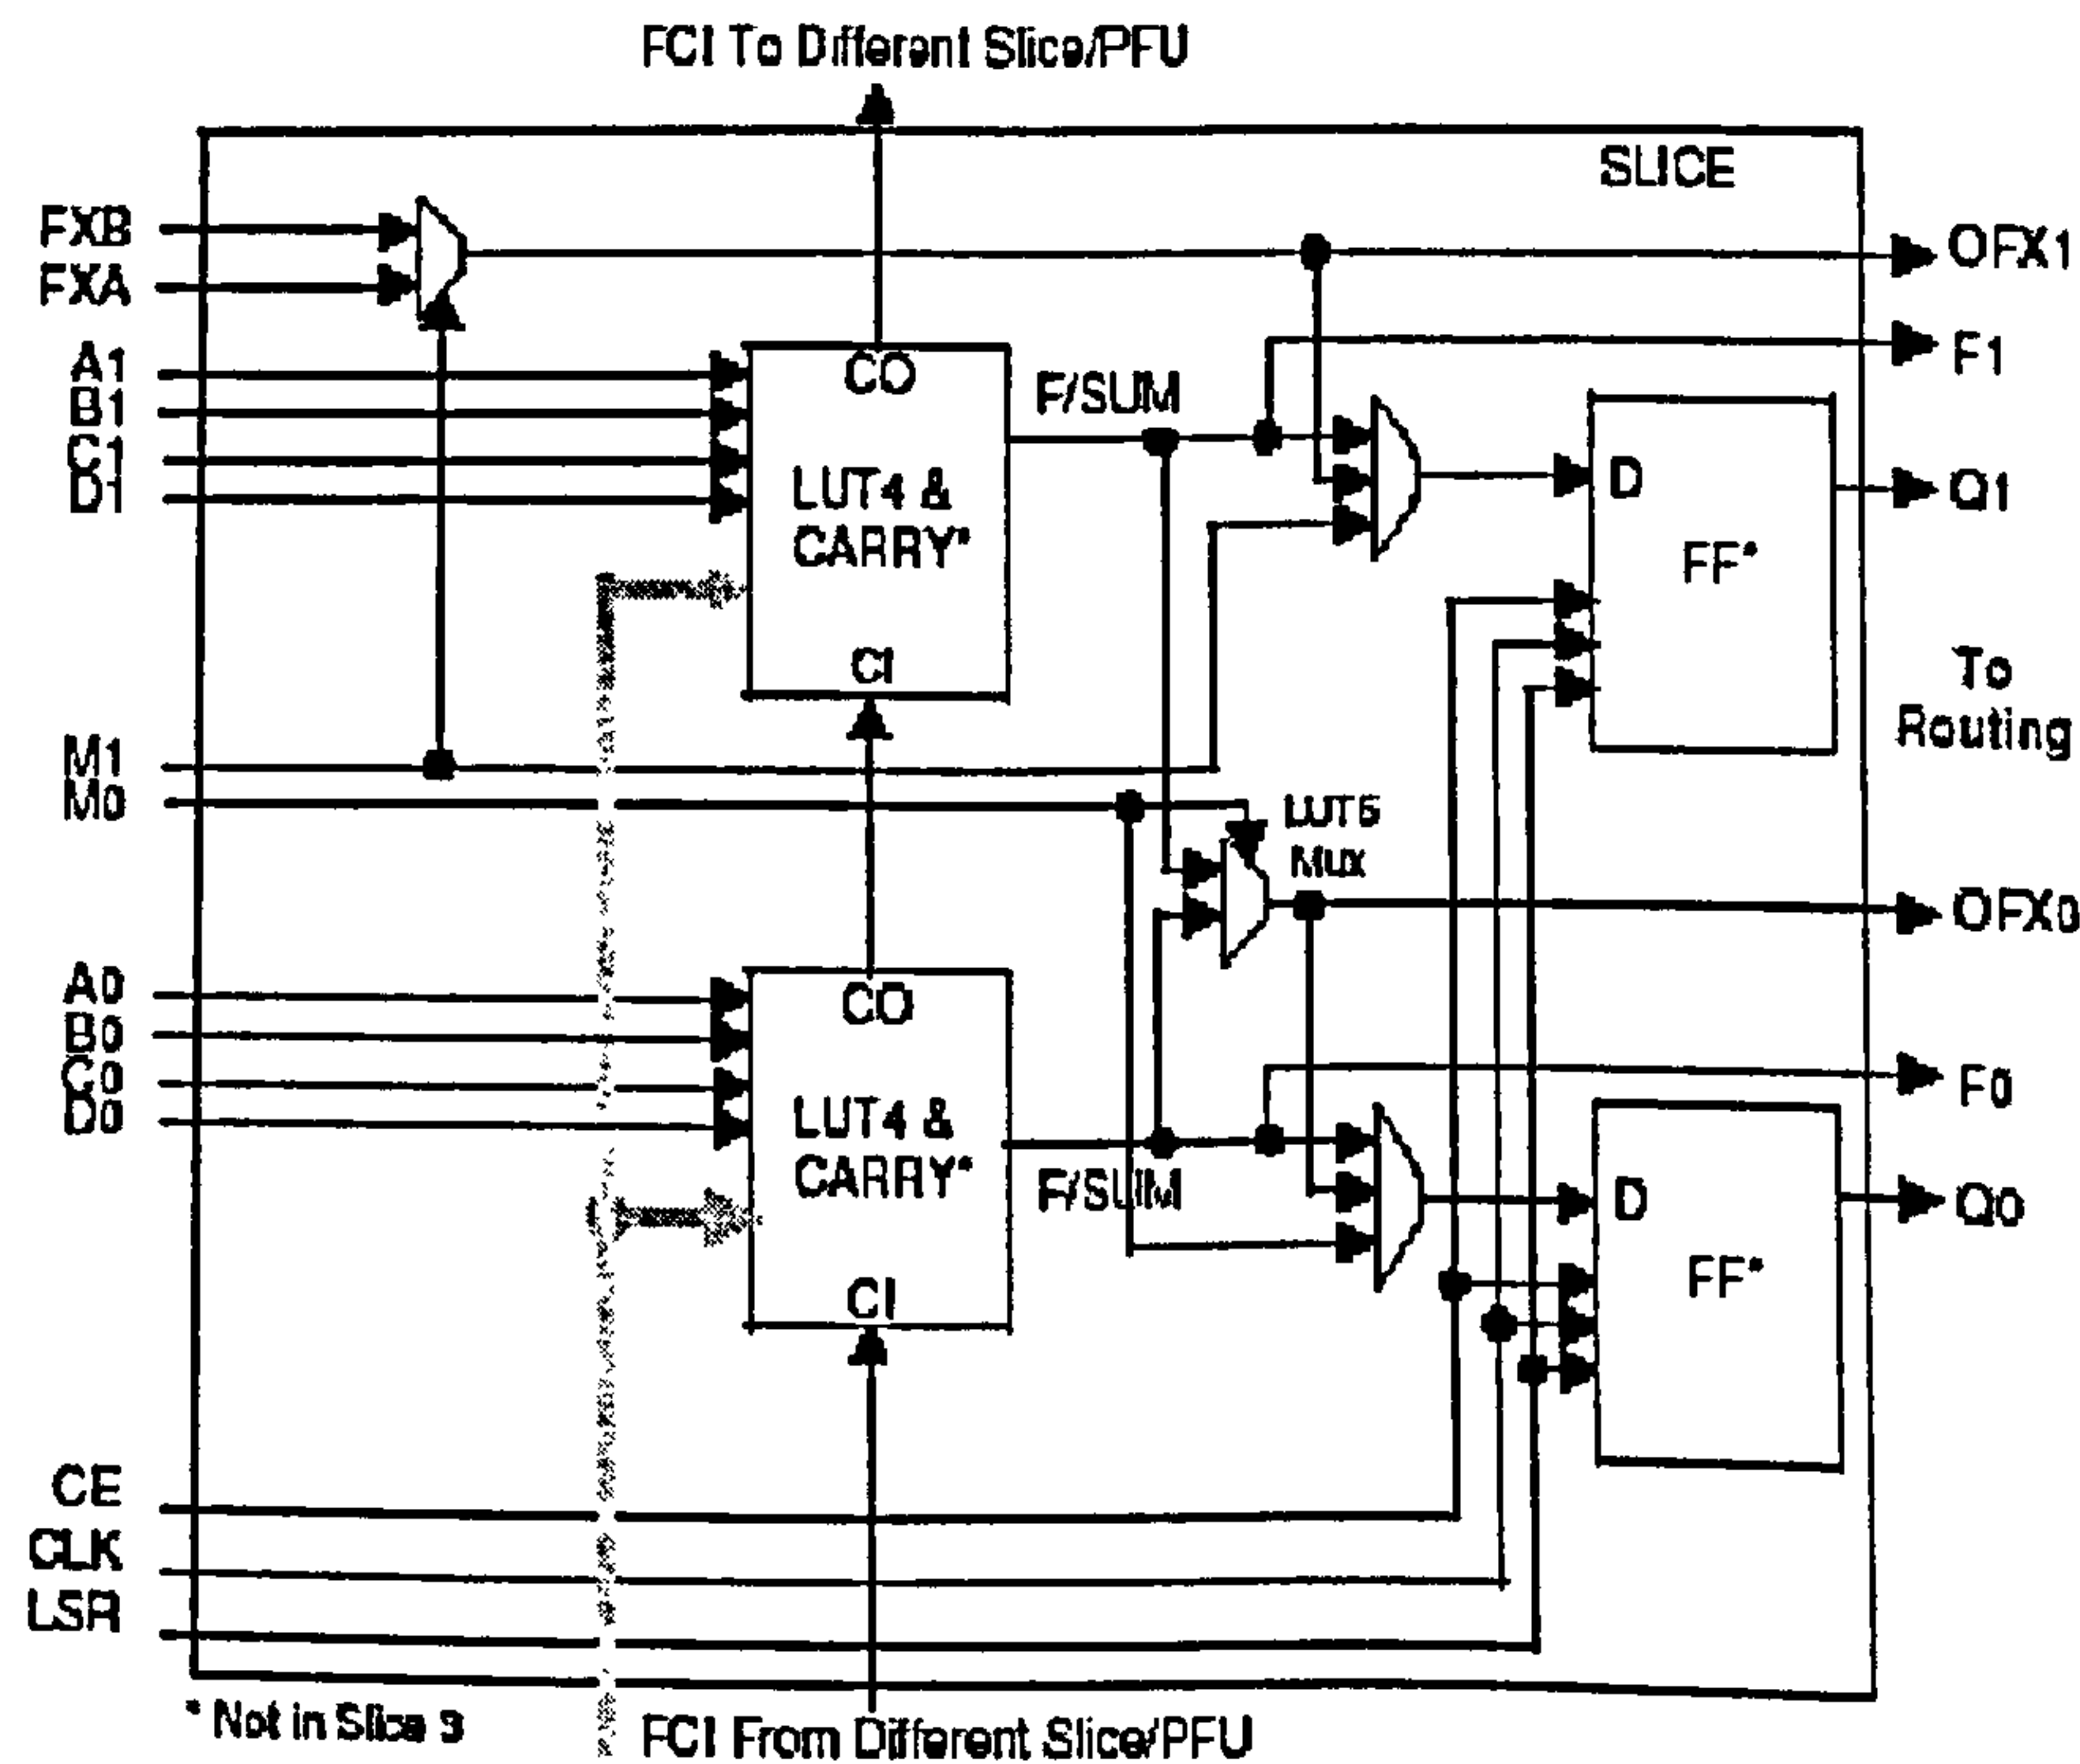 FCI To Different Slice/PFU
SLICE
FXB
FXA
A1
B1
C1
D1
CO
LUT4 &
CARRY*
CI
F/SUM
OFX1
F1
D
FF*
Q1
To
Routing
M1
M0
LUT5
Mux
OFX0
A0
B0
C0
D0
CO
LUT4 &
CARRY*
CI
F/SUM
F0
D
FF*
Q0
CE
CLK
LSR
* Not in Slice 3
FCI From Different Slice/PFU